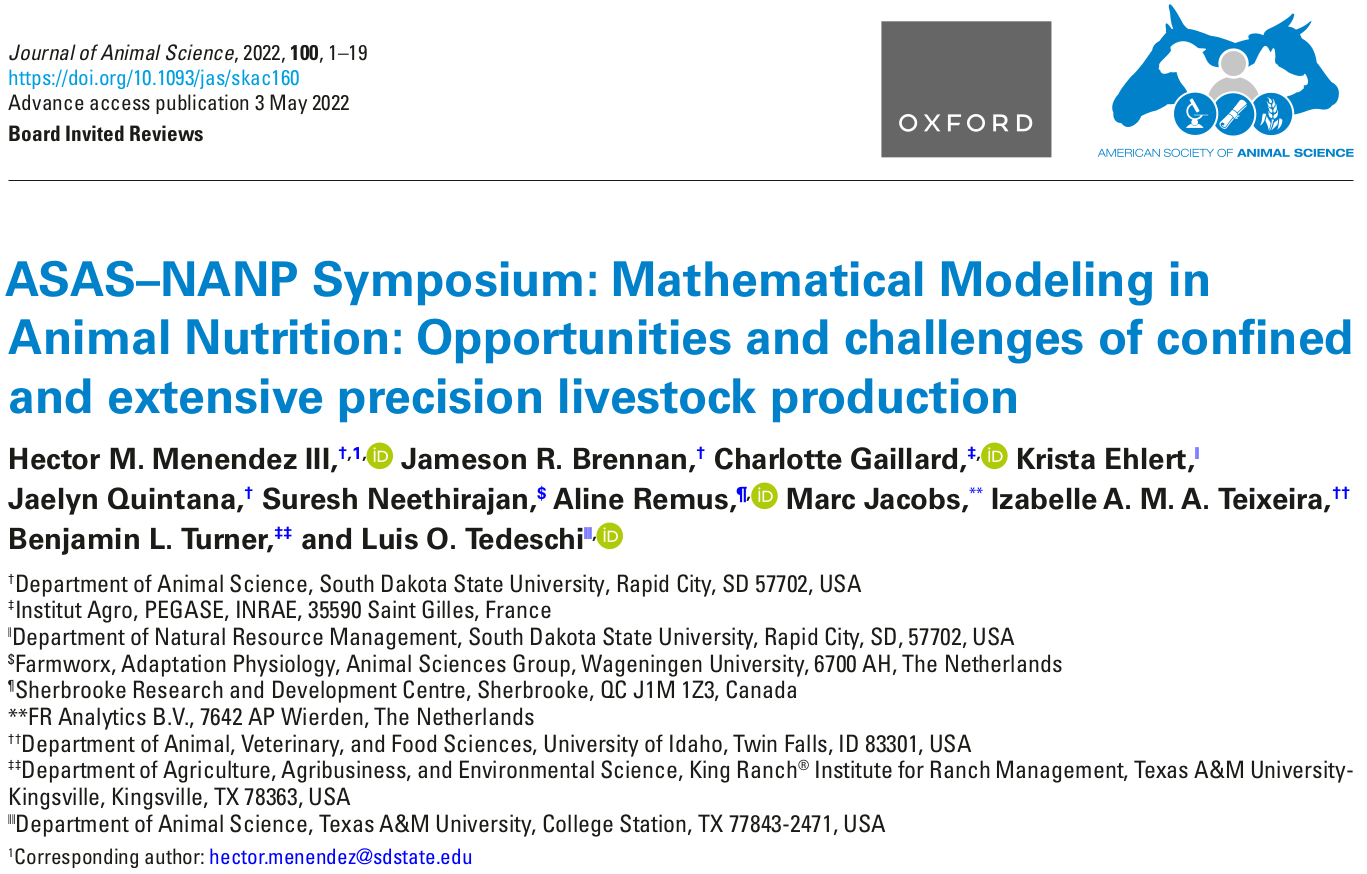 Journal of Animal Science, 2022, 100, 1–19
https://doi.org/10.1093/jas/skac160
Advance access publication 3 May 2022
Board Invited Reviews
OXFORD
AMERICAN SOCIETY OF ANIMAL SCIENCE
ASAS–NANP Symposium: Mathematical Modeling in
Animal Nutrition: Opportunities and challenges of confined
and extensive precision livestock production
Hector M. Menendez III,†,1, iD Jameson R. Brennan,† Charlotte Gaillard,‡, iD Krista Ehlert,‖
Jaelyn Quintana,† Suresh Neethirajan,$ Aline Remus,¶, iD Marc Jacobs,** Izabelle A. M. A. Teixeira,††
Benjamin L. Turner,‡‡ and Luis O. Tedeschi‖‖, iD
†Department of Animal Science, South Dakota State University, Rapid City, SD 57702, USA
‡Institut Agro, PEGASE, INRAE, 35590 Saint Gilles, France
‖Department of Natural Resource Management, South Dakota State University, Rapid City, SD, 57702, USA
$Farmworx, Adaptation Physiology, Animal Sciences Group, Wageningen University, 6700 AH, The Netherlands
¶Sherbrooke Research and Development Centre, Sherbrooke, QC J1M 1Z3, Canada
**FR Analytics B.V., 7642 AP Wierden, The Netherlands
††Department of Animal, Veterinary, and Food Sciences, University of Idaho, Twin Falls, ID 83301, USA
‡‡Department of Agriculture, Agribusiness, and Environmental Science, King Ranch® Institute for Ranch Management, Texas A&M University-
Kingsville, Kingsville, TX 78363, USA
‖‖Department of Animal Science, Texas A&M University, College Station, TX 77843-2471, USA
1Corresponding author: hector.menendez@sdstate.edu